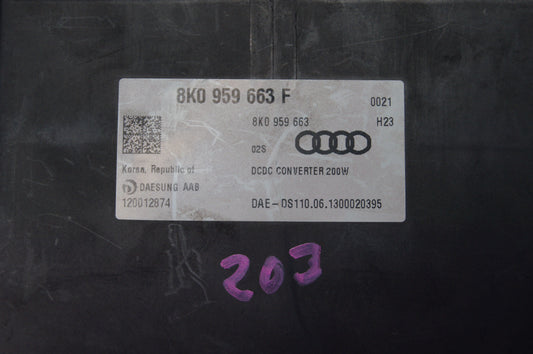 8K0 959 663 F
0021
8K0 959 663 H23
02S
Korea, Republic of DCDC CONVERTER 200W
DAESUNG AAB
120012874 DAE-DS110.06.1300020395
203